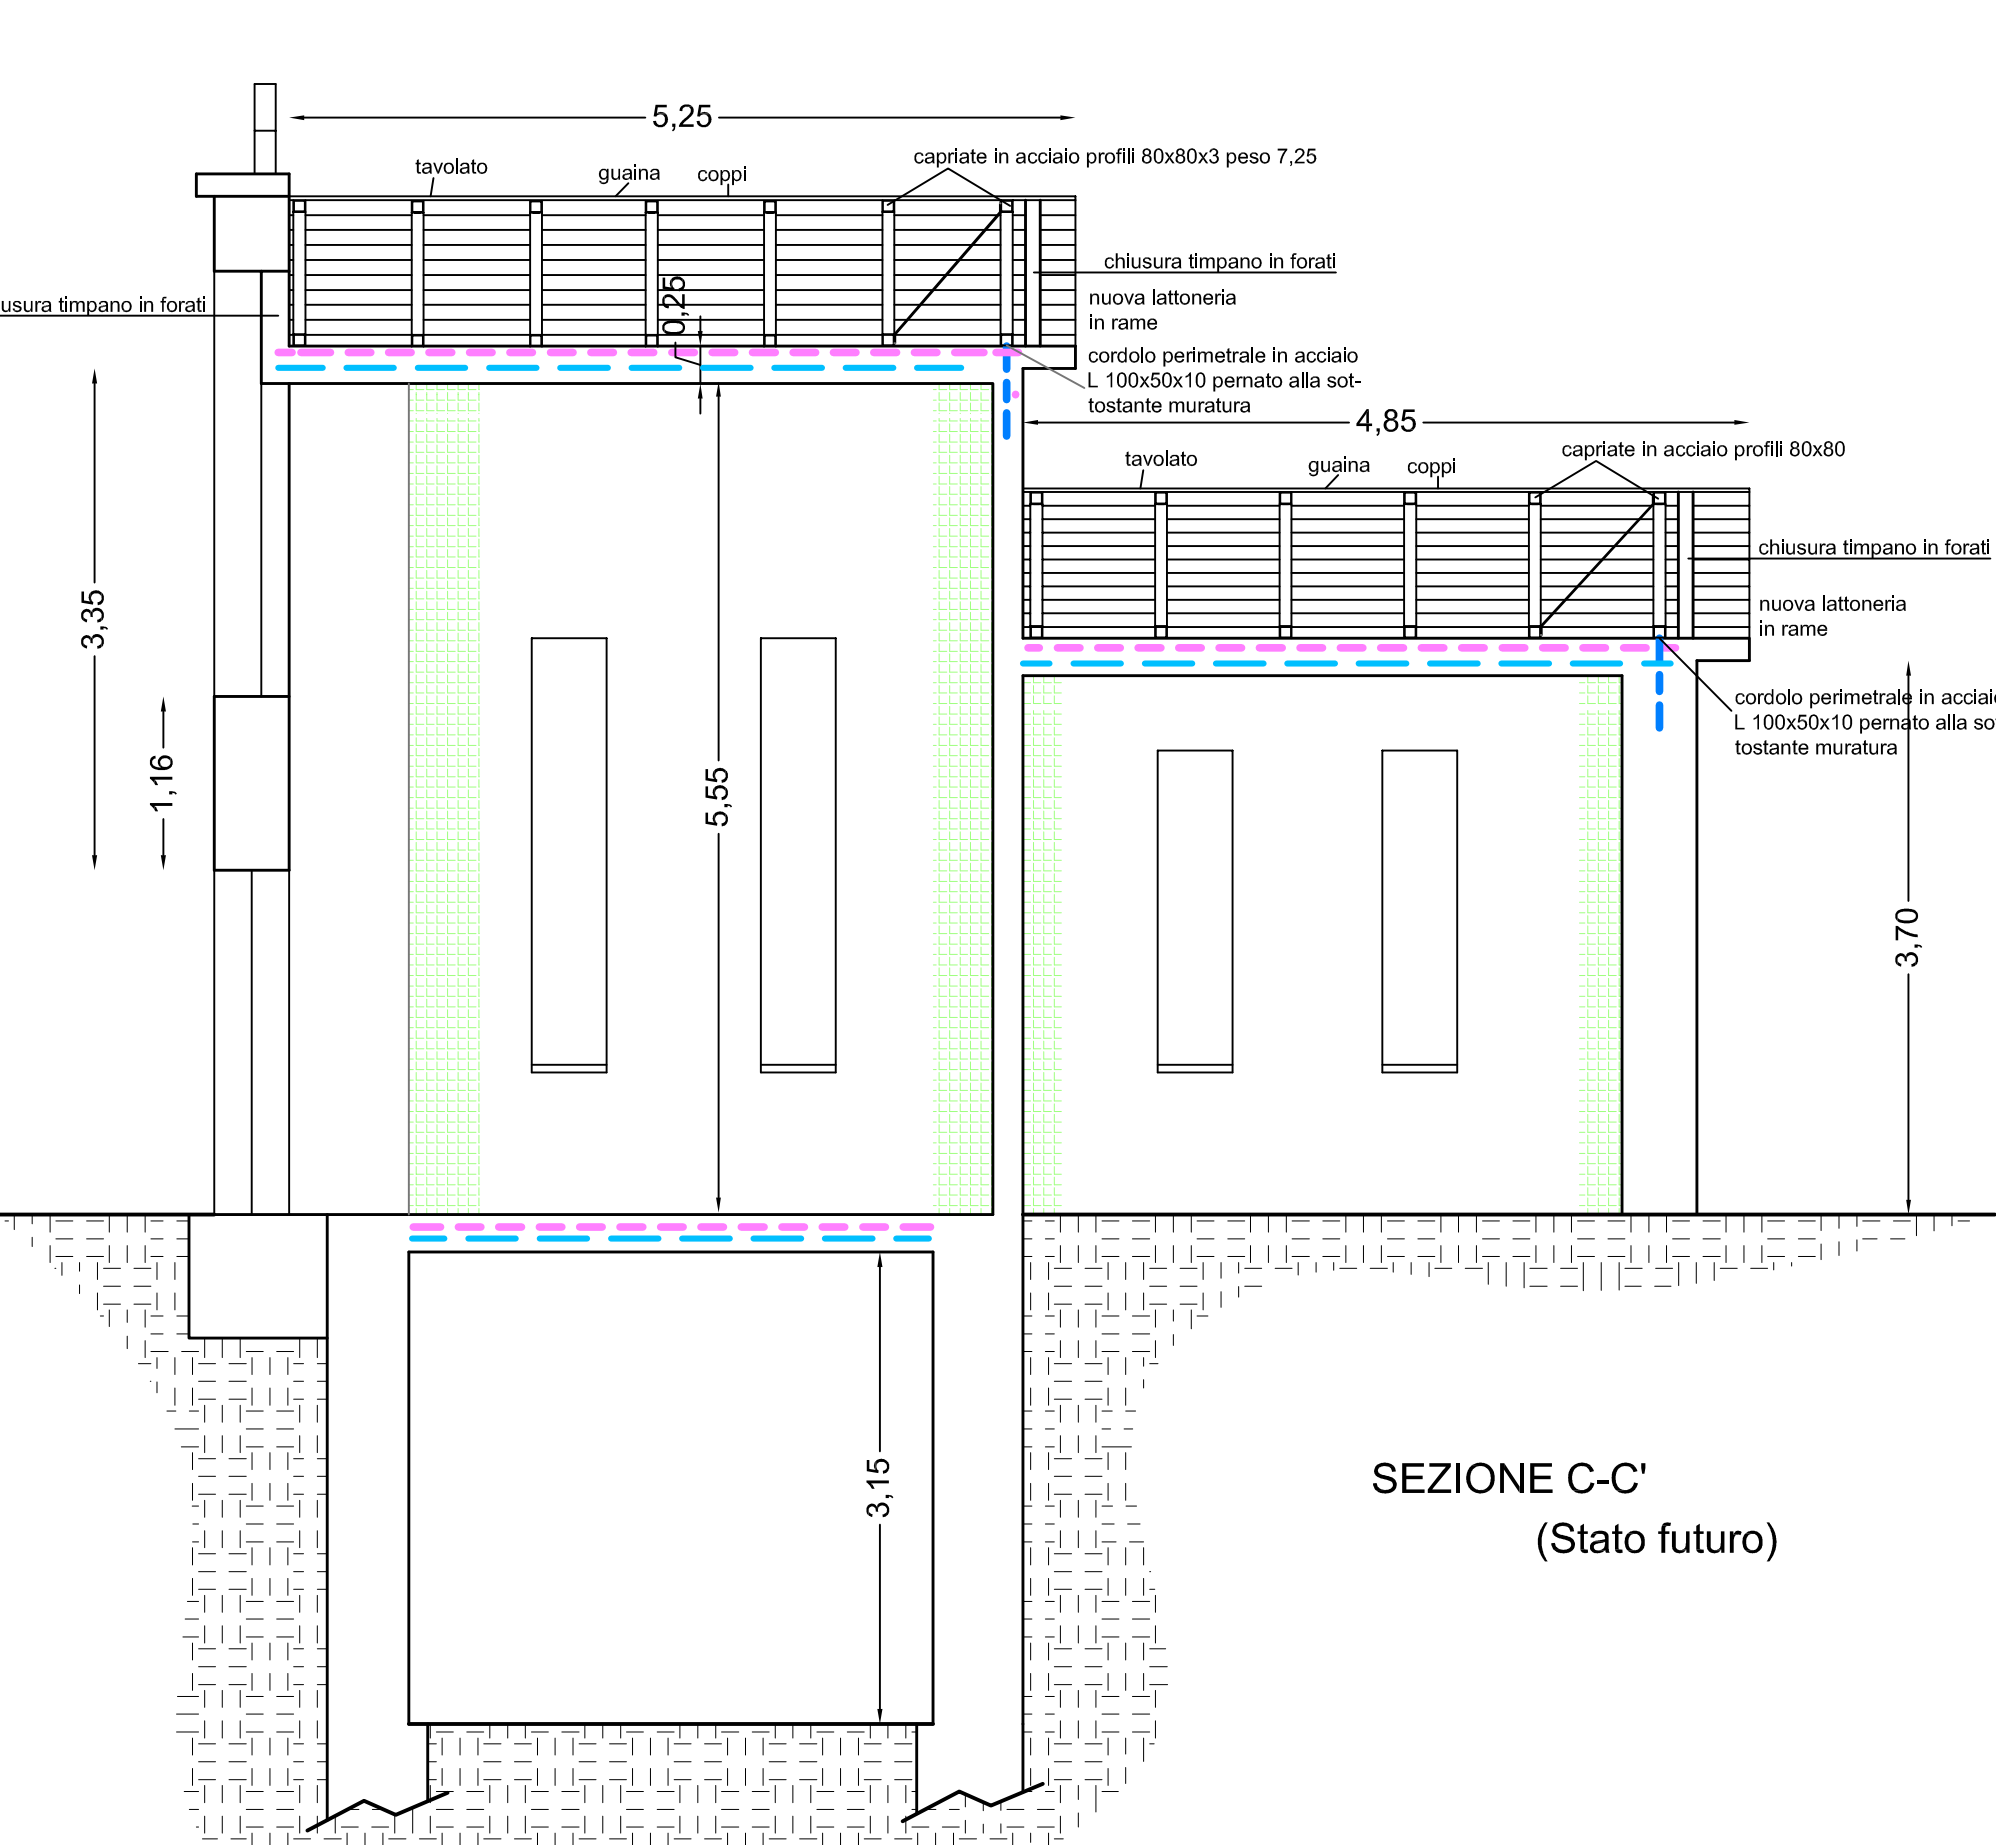 5,25
capriate in acciaio profili 80x80x3 peso 7,25
tavolato
guaina
coppi
chiusura timpano in forati
usura timpano in forati
0,25
nuova lattoneria
in rame
cordolo perimetrale in acciaio
L 100x50x10 pernato alla sot-
tostante muratura
4,85
capriate in acciaio profili 80x80
tavolato
guaina
coppi
chiusura timpano in forati
nuova lattoneria
in rame
cordolo perimetrale in acciaio
L 100x50x10 pernato alla so
tostante muratura
3,35
1,16
5,55
3,70
3,15
SEZIONE C-C'
(Stato futuro)